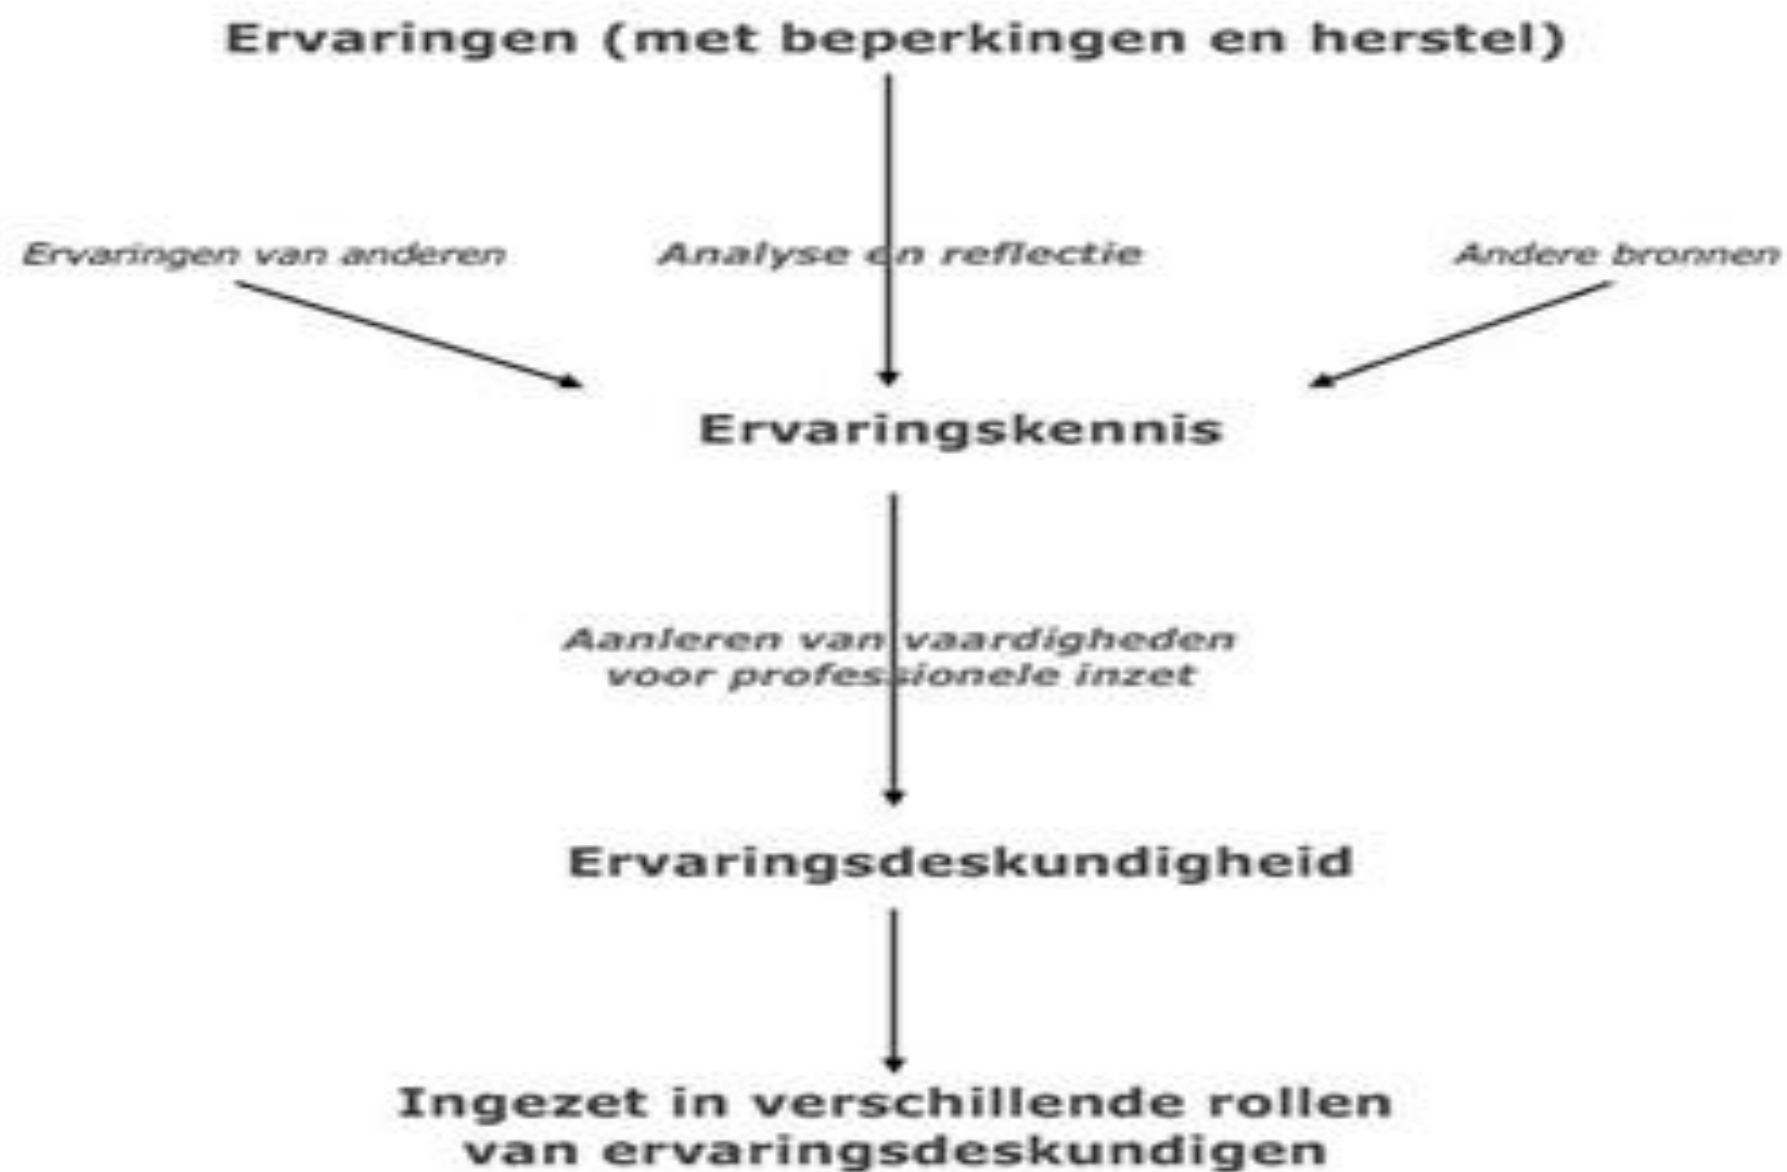 Ervaringen (met beperkingen en herstel)
Ervaringen van anderen
Analyse en reflectie
Andere bronnen
Ervaringskennis
Aanleren van vaardigheden
voor professionele inzet
Ervaringsdeskundigheid
Ingezet in verschillende rollen
van ervaringsdeskundigen